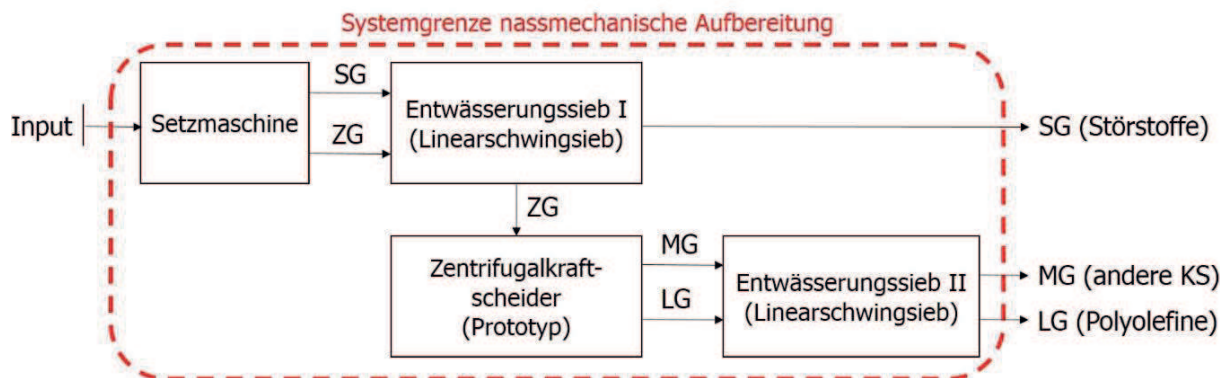 Systemgrenze nassmechanische Aufbereitung
Input
Setzmaschine
SG
ZG
Entwässerungssieb I
(Linearschwingsieb)
SG (Störstoffe)
ZG
Zentrifugalkraft-
scheider
(Prototyp)
MG
LG
Entwässerungssieb II
(Linearschwingsieb)
MG (andere KS)
LG (Polyolefine)